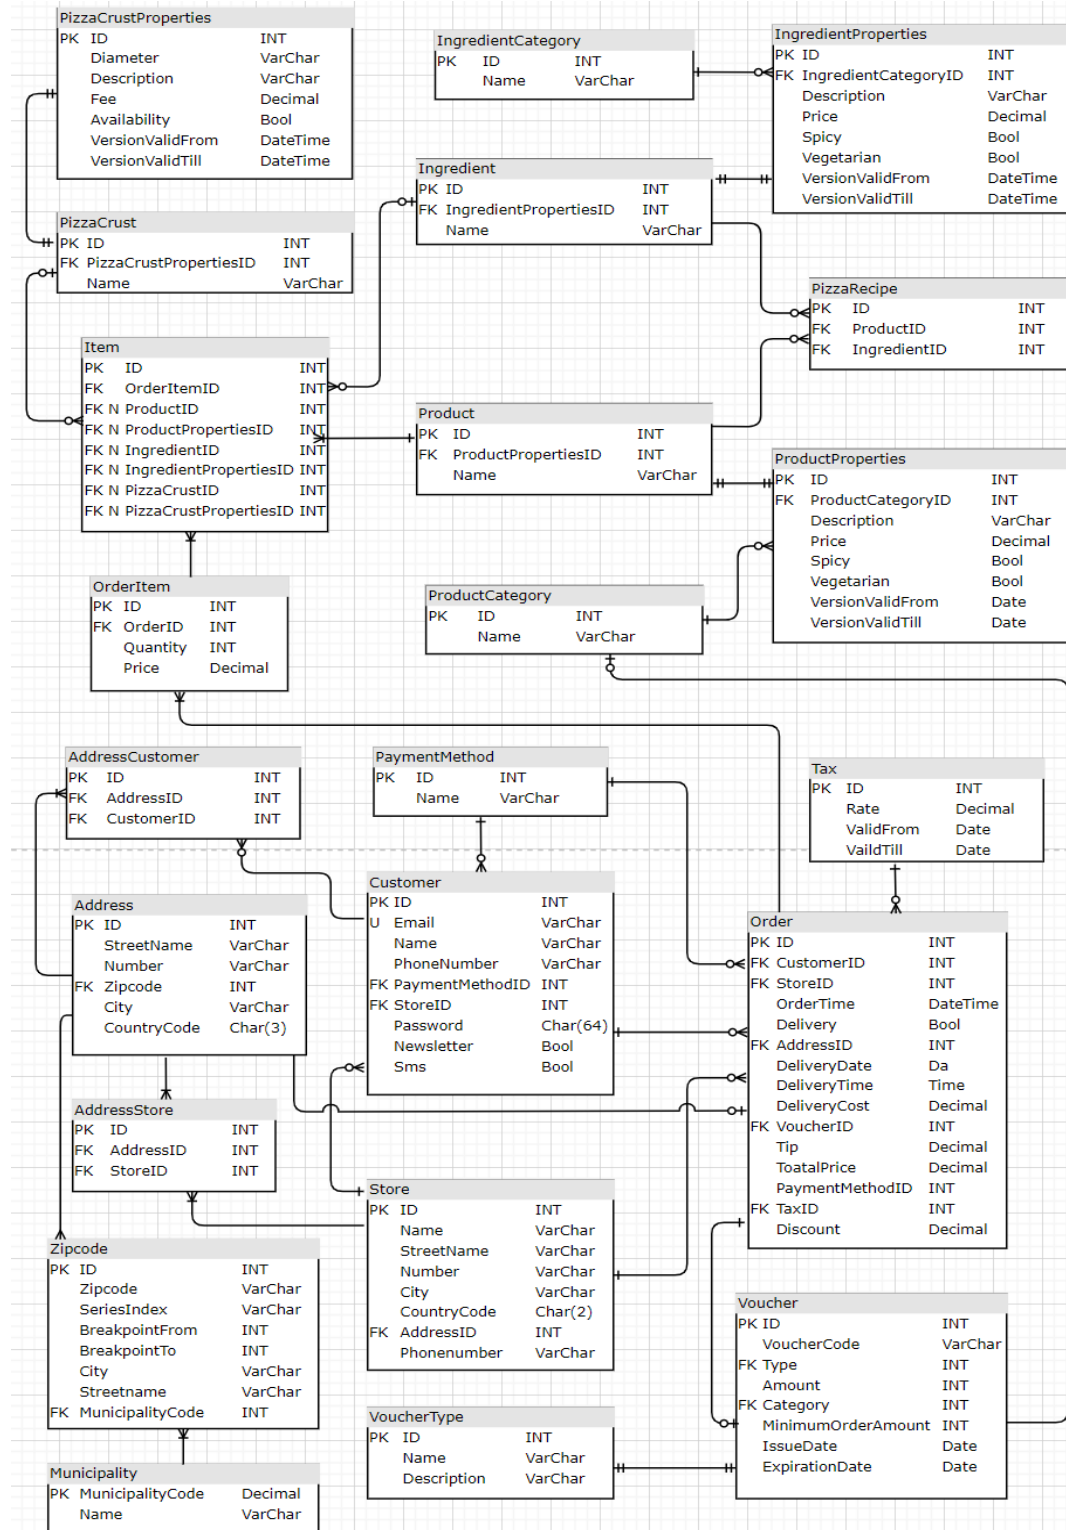 PizzaCrustProperties
PK ID INT
Diameter VarChar
Description VarChar
Fee Decimal
Availability Bool
VersionValidFrom DateTime
VersionValidTill DateTime
IngredientCategory
PK ID INT
Name VarChar
IngredientProperties
PK ID INT
FK IngredientCategoryID INT
Description VarChar
Price Decimal
Spicy Bool
Vegetarian Bool
VersionValidFrom DateTime
VersionValidTill DateTime
Ingredient
PK ID INT
FK IngredientPropertiesID INT
Name VarChar
PizzaCrust
PK ID INT
FK PizzaCrustPropertiesID INT
Name VarChar
PizzaRecipe
PK ID INT
FK ProductID INT
FK IngredientID INT
Item
PK ID INT
FK OrderItemID INT
FK N ProductID INT
FK N ProductPropertiesID INT
FK N IngredientID INT
FK N IngredientPropertiesID INT
FK N PizzaCrustID INT
FK N PizzaCrustPropertiesID INT
Product
PK ID INT
FK ProductPropertiesID INT
Name VarChar
ProductProperties
PK ID INT
FK ProductCategoryID INT
Description VarChar
Price Decimal
Spicy Bool
Vegetarian Bool
VersionValidFrom Date
VersionValidTill Date
OrderItem
PK ID INT
FK OrderID INT
Quantity INT
Price Decimal
ProductCategory
PK ID INT
Name VarChar
AddressCustomer
PK ID INT
FK AddressID INT
FK CustomerID INT
PaymentMethod
PK ID INT
Name VarChar
Tax
PK ID INT
Rate Decimal
ValidFrom Date
VaildTill Date
Customer
PK ID INT
U Email VarChar
Name VarChar
PhoneNumber VarChar
FK PaymentMethodID INT
FK StoreID INT
Password Char(64)
Newsletter Bool
Sms Bool
Address
PK ID INT
StreetName VarChar
Number VarChar
FK Zipcode INT
City VarChar
CountryCode Char(3)
Order
PK ID INT
FK CustomerID INT
FK StoreID INT
OrderTime DateTime
Delivery Bool
FK AddressID INT
DeliveryDate Da
DeliveryTime Time
DeliveryCost Decimal
FK VoucherID INT
Tip Decimal
ToatalPrice Decimal
PaymentMethodID INT
FK TaxID INT
Discount Decimal
AddressStore
PK ID INT
FK AddressID INT
FK StoreID INT
Store
PK ID INT
Name VarChar
StreetName VarChar
Number VarChar
City VarChar
CountryCode Char(2)
FK AddressID INT
Phonenumber VarChar
Zipcode
PK ID INT
Zipcode VarChar
SeriesIndex VarChar
BreakpointFrom INT
BreakpointTo INT
City VarChar
Streetname VarChar
FK MunicipalityCode INT
Voucher
PK ID INT
VoucherCode VarChar
FK Type INT
Amount INT
FK Category INT
MinimumOrderAmount INT
IssueDate Date
ExpirationDate Date
VoucherType
PK ID INT
Name VarChar
Description VarChar
Municipality
PK MunicipalityCode Decimal
Name VarChar